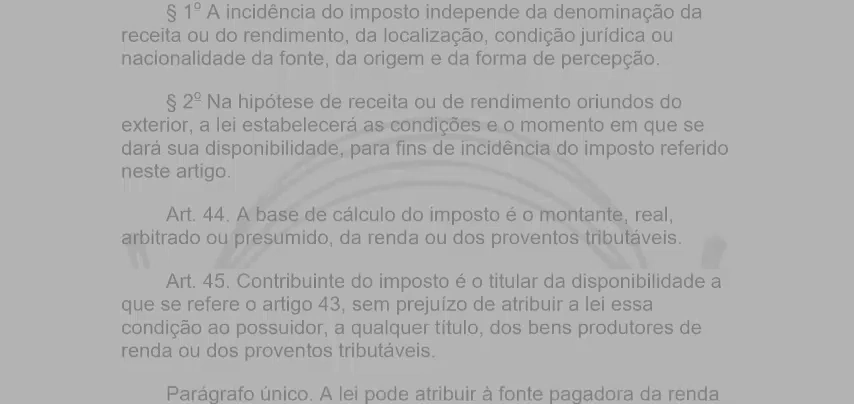 § 1º A incidência do imposto independe da denominação da
receita ou do rendimento, da localização, condição jurídica ou
nacionalidade da fonte, da origem e da forma de percepção.
§ 2º Na hipótese de receita ou de rendimento oriundos do
exterior, a lei estabelecerá as condições e o momento em que se
dará sua disponibilidade, para fins de incidência do imposto referido
neste artigo.
Art. 44. A base de cálculo do imposto é o montante, real,
arbitrado ou presumido, da renda ou dos proventos tributáveis.
Art. 45. Contribuinte do imposto é o titular da disponibilidade a
que se refere o artigo 43, sem prejuízo de atribuir a lei essa
condição ao possuidor, a qualquer título, dos bens produtores de
renda ou dos proventos tributáveis.
Parágrafo único. A lei pode atribuir à fonte pagadora da renda